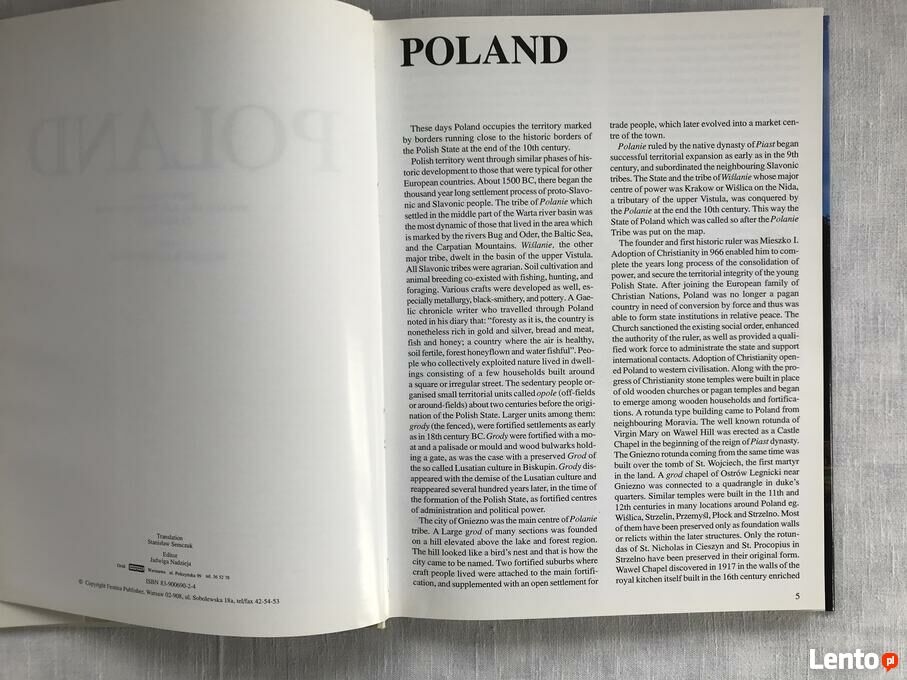 POLAND
Translation
Stanisław Semczuk
Editor
Jadwiga Nadzieja
Warszawa ul. Połczyńska 99 tel. 36 52 78
ISBN 83-900690-2-4
© Copyright Festina Publisher, Warsaw 02-908, ul. Sobolewska 18a, tel/fax 42-54-53
POLAND
These days Poland occupies the territory marked
by borders running close to the historic borders of
the Polish State at the end of the 10th century.
Polish territory went through similar phases of his-
toric development to those that were typical for other
European countries. About 1500 BC, there began the
thousand year long settlement process of proto-Slavo-
nic and Slavonic people. The tribe of Polanie which
settled in the middle part of the Warta river basin was
the most dynamic of those that lived in the area which
is marked by the rivers Bug and Oder, the Baltic Sea,
and the Carpatian Mountains. Wiślanie, the other
major tribe, dwelt in the basin of the upper Vistula.
All Slavonic tribes were agrarian. Soil cultivation and
animal breeding co-existed with fishing, hunting, and
foraging. Various crafts were developed as well, es-
pecially metallurgy, black-smithery, and pottery. A Gae-
lic chronicle writer who travelled through Poland
noted in his diary that: "foresty as it is, the country is
nonetheless rich in gold and silver, bread and meat,
fish and honey; a country where the air is healthy,
soil fertile, forest honeyflown and water fishful". Peo-
ple who collectively exploited nature lived in dwell-
ings consisting of a few households built around
a square or irregular street. The sedentary people or-
ganised small territorial units called opole (off-fields
or around-fields) about two centuries before the origi-
nation of the Polish State. Larger units among them:
grody (the fenced), were fortified settlements as early
as in 18th century BC. Grody were fortified with a mo-
at and a palisade or mould and wood bulwarks hold-
ing a gate, as was the case with a preserved Grod of
the so called Lusatian culture in Biskupin. Grody dis-
appeared with the demise of the Lusatian culture and
reappeared several hundred years later, in the time of
the formation of the Polish State, as fortified centres
of administration and political power.
The city of Gniezno was the main centre of Polanie
tribe. A Large grod of many sections was founded
on a hill elevated above the lake and forest region.
The hill looked like a bird's nest and that is how the
city came to be named. Two fortified suburbs where
craft people lived were attached to the main fortifi-
cation, and supplemented with an open settlement for
trade people, which later evolved into a market cen-
tre of the town.
Polanie ruled by the native dynasty of Piast began
successful territorial expansion as early as in the 9th
century, and subordinated the neighbouring Slavonic
tribes. The State and the tribe of Wiślanie whose major
centre of power was Krakow or Wiślica on the Nida,
a tributary of the upper Vistula, was conquered by
the Polanie at the end the 10th century. This way the
State of Poland which was called so after the Polanie
Tribe was put on the map.
The founder and first historic ruler was Mieszko I.
Adoption of Christianity in 966 enabled him to com-
plete the years long process of the consolidation of
power, and secure the territorial integrity of the young
Polish State. After joining the European family of
Christian Nations, Poland was no longer a pagan
country in need of conversion by force and thus was
able to form state institutions in relative peace. The
Church sanctioned the existing social order, enhanced
the authority of the ruler, as well as provided a quali-
fied work force to administrate the state and support
international contacts. Adoption of Christianity open-
ed Poland to western civilisation. Along with the pro-
gress of Christianity stone temples were built in place
of old wooden churches or pagan temples and began
to emerge among wooden households and fortifica-
tions. A rotunda type building came to Poland from
neighbouring Moravia. The well known rotunda of
Virgin Mary on Wawel Hill was erected as a Castle
Chapel in the beginning of the reign of Piast dynasty.
The Gniezno rotunda coming from the same time was
built over the tomb of St. Wojciech, the first martyr
in the land. A grod chapel of Ostrów Legnicki near
Gniezno was connected to a quadrangle in duke's
quarters. Similar temples were built in the 11th and
12th centuries in many locations around Poland eg.
Wiślica, Strzelin, Przemyśl, Płock and Strzelno. Most
of them have been preserved only as foundation walls
or relicts within the later structures. Only the rotun-
das of St. Nicholas in Cieszyn and St. Procopius in
Strzelno have been preserved in their original form.
Wawel Chapel discovered in 1917 in the walls of the
royal kitchen itself built in the 16th century enriched
5
Lento pl